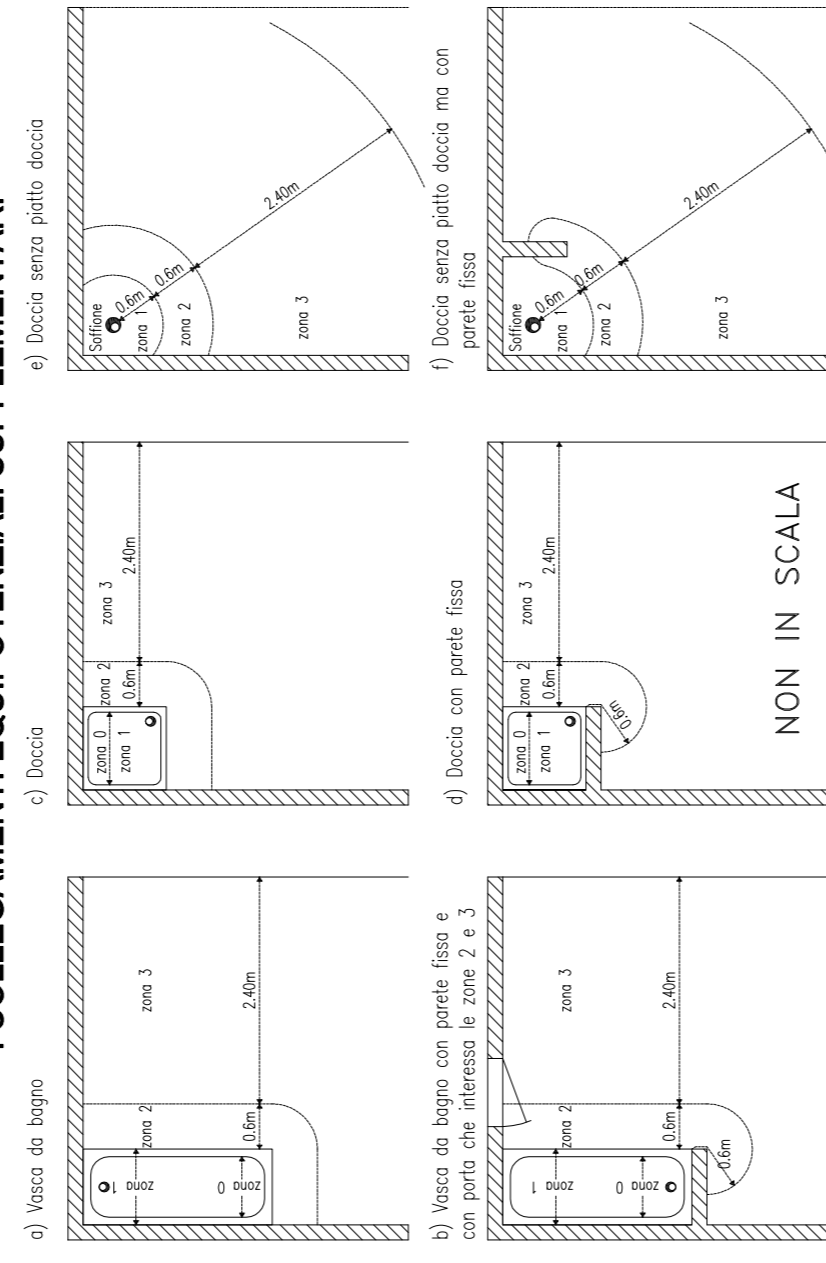 a) Vasca da bagno
zona 1
zona 0
zona 2
0.6m
zona 3
2.40m
c) Doccia
zona 0
zona 1
zona 2
0.6m
zona 3
2.40m
e) Doccia senza piatto doccia
Soffione
0.6m
zona 1
0.6m
zona 2
2.40m
zona 3
b) Vasca da bagno con parete fissa e
con porta che interessa le zone 2 e 3
zona 1
zona 0
zona 2
0.6m
0.6m
zona 3
2.40m
d) Doccia con parete fissa
zona 0
zona 1
zona 2
0.6m
0.6m
zona 3
2.40m
NON IN SCALA
f) Doccia senza piatto doccia ma con
parete fissa
Soffione
0.6m
zona 1
0.6m
zona 2
2.40m
zona 3